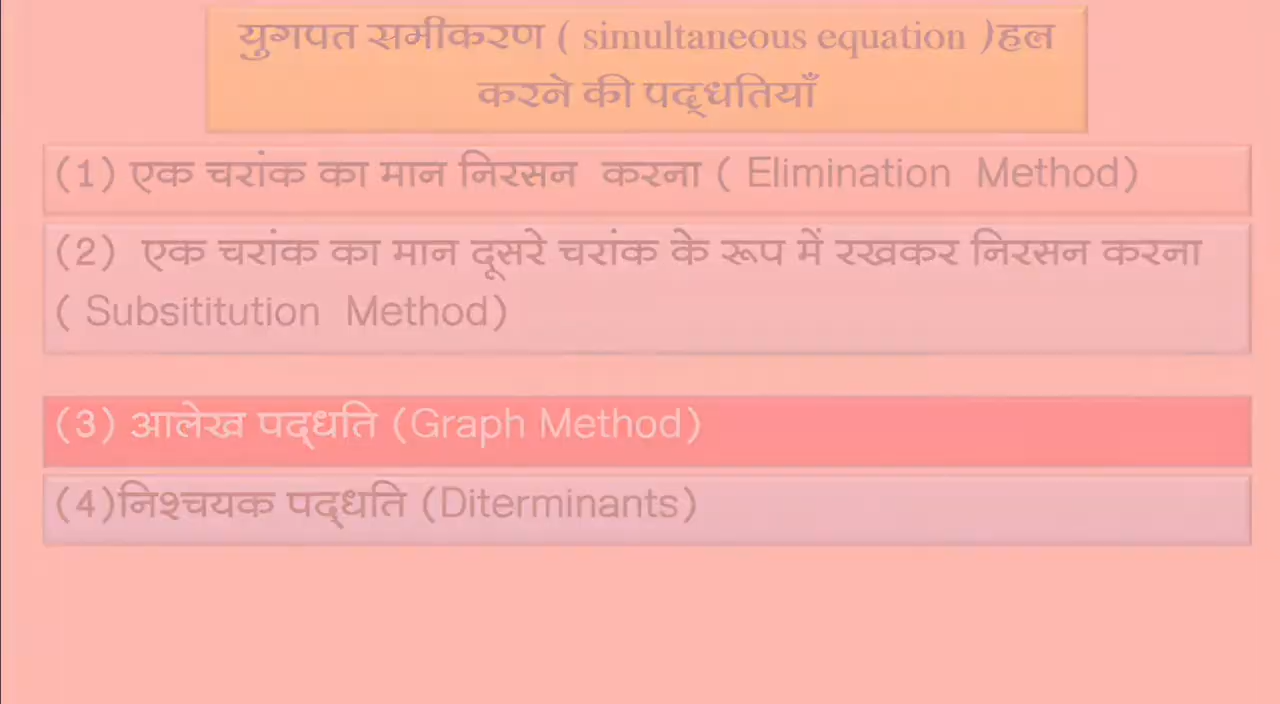 युगपत समीकरण ( simultaneous equation )हल
करने की पद्धतियाँ
(1) एक चरांक का मान निरसन करना ( Elimination Method)
(2) एक चरांक का मान दूसरे चरांक के रूप में रखकर निरसन करना
( Subsititution Method)
(3) आलेख पद्धति (Graph Method)
(4)निश्चयक पद्धति (Diterminants)